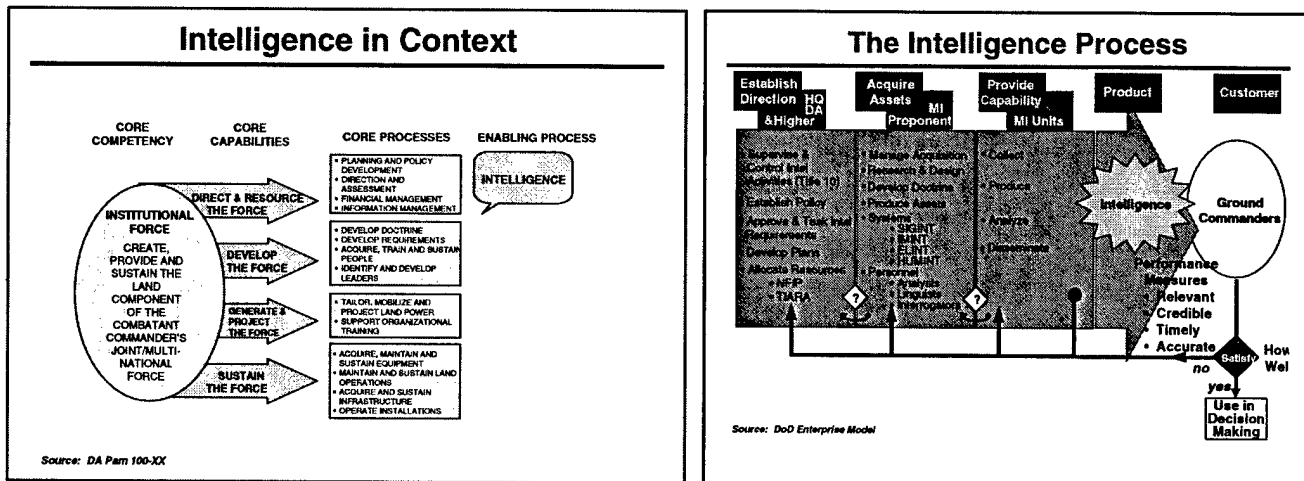 Intelligence in Context
CORE
COMPETENCY
CORE
CAPABILITIES
CORE PROCESSES
ENABLING PROCESS
INSTITUTIONAL
FORCE
CREATE,
PROVIDE AND
SUSTAIN THE
LAND
COMPONENT
OF THE
COMBATANT
COMMANDER'S
JOINT/MULTI-
NATIONAL
FORCE
DIRECT & RESOURCE
THE FORCE
• PLANNING AND POLICY
DEVELOPMENT
• DIRECTION AND
ASSESSMENT
• FINANCIAL MANAGEMENT
• INFORMATION MANAGEMENT
INTELLIGENCE
DEVELOP
THE FORCE
• DEVELOP DOCTRINE
• DEVELOP REQUIREMENTS
• ACQUIRE, TRAIN AND SUSTAIN
PEOPLE
• IDENTIFY AND DEVELOP
LEADERS
GENERATE &
PROJECT
THE FORCE
• TAILOR, MOBILIZE AND
PROJECT LAND POWER
• SUPPORT ORGANIZATIONAL
TRAINING
SUSTAIN
THE FORCE
• ACQUIRE, MAINTAIN AND
SUSTAIN EQUIPMENT
• MAINTAIN AND SUSTAIN LAND
OPERATIONS
• ACQUIRE AND SUSTAIN
INFRASTRUCTURE
• OPERATE INSTALLATIONS
Source: DA Pam 100-XX
The Intelligence Process
Establish
Direction
HQ
DA
&Higher
Acquire
Assets
MI
Proponent
Provide
Capability
MI Units
Product
Customer
Supervise &
Control Intel
Activities (Title 10)
Establish Policy
Approve & Task Intel
Requirements
Develop Plans
Allocate Resources
• NFIP
• TIARA
?
• Manage Acquisition
• Research & Design
• Develop Doctrine
• Produce Assets
• Systems
• SIGINT
• IMINT
• ELINT
• HUMINT
• Personnel
• Analysts
• Linguists
• Interrogators
?
• Collect
• Produce
• Analyze
• Disseminate
Intelligence
Ground
Commanders
Performance
Measures
• Relevant
• Credible
• Timely
• Accurate
Satisfy
How
Wel
no
yes
Use in
Decision
Making
Source: DoD Enterprise Model